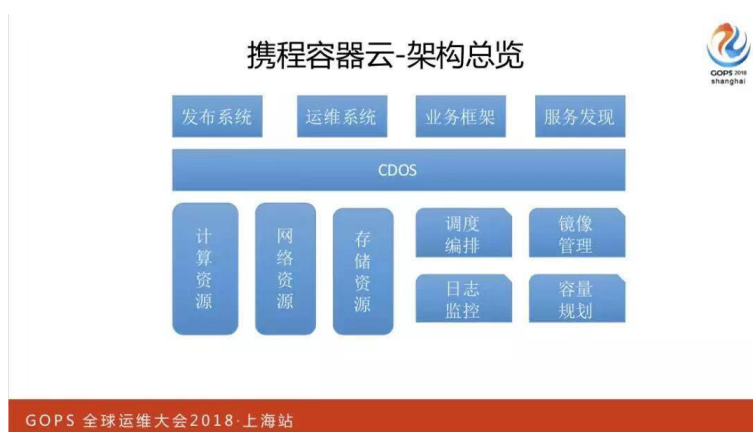 携程容器云-架构总览
GOPS 2018
shanghai
发布系统
运维系统
业务框架
服务发现
CDOS
计算资源
网络资源
存储资源
调度
编排
镜像
管理
日志
监控
容量
规划
GOPS 全球运维大会2018·上海站